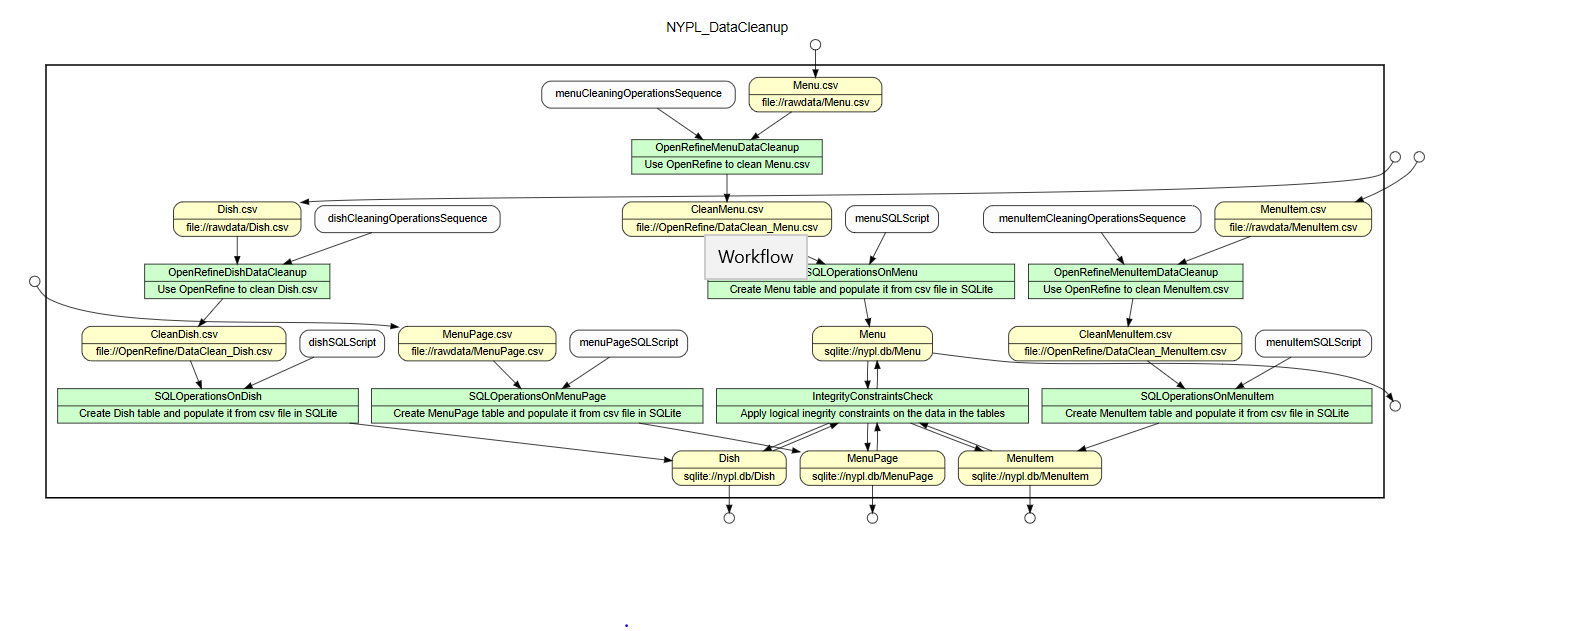 NYPL_DataCleanup
menuCleaningOperationsSequence
Menu.csv
file://rawdata/Menu.csv
OpenRefineMenuDataCleanup
Use OpenRefine to clean Menu.csv
Dish.csv
file://rawdata/Dish.csv
dishCleaningOperationsSequence
CleanMenu.csv
file://OpenRefine/DataClean_Menu.csv
menuSQLScript
menuItemCleaningOperationsSequence
MenuItem.csv
file://rawdata/MenuItem.csv
Workflow
OpenRefineDishDataCleanup
Use OpenRefine to clean Dish.csv
SQLOperationsOnMenu
Create Menu table and populate it from csv file in SQLite
OpenRefineMenuItemDataCleanup
Use OpenRefine to clean MenuItem.csv
CleanDish.csv
file://OpenRefine/DataClean_Dish.csv
dishSQLScript
MenuPage.csv
file://rawdata/MenuPage.csv
menuPageSQLScript
Menu
sqlite://nypl.db/Menu
CleanMenuItem.csv
file://OpenRefine/DataClean_MenuItem.csv
menuItemSQLScript
SQLOperationsOnDish
Create Dish table and populate it from csv file in SQLite
SQLOperationsOnMenuPage
Create MenuPage table and populate it from csv file in SQLite
IntegrityConstraintsCheck
Apply logical inegrity constraints on the data in the tables
SQLOperationsOnMenuItem
Create MenuItem table and populate it from csv file in SQLite
Dish
sqlite://nypl.db/Dish
MenuPage
sqlite://nypl.db/MenuPage
MenuItem
sqlite://nypl.db/MenuItem